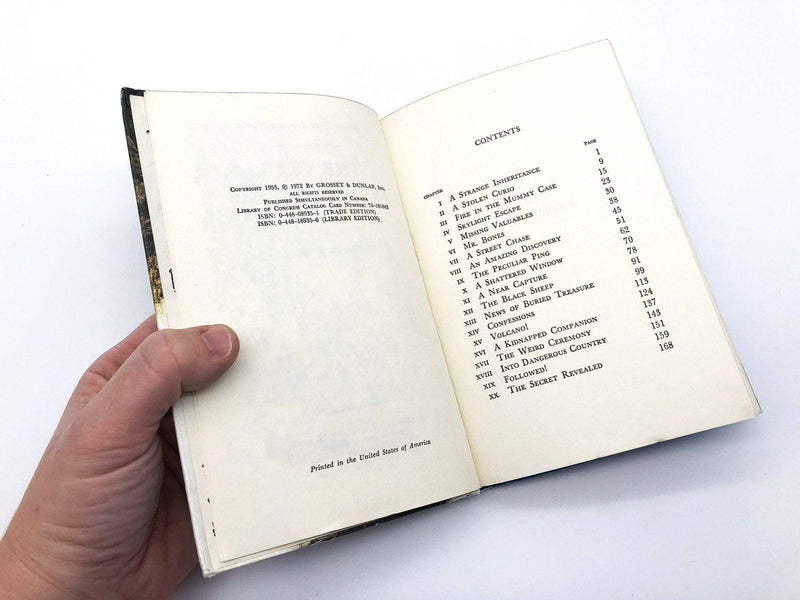 COPYRIGHT 1955, © 1972 BY GROSSET & DUNLAP, INC.
ALL RIGHTS RESERVED
PUBLISHED SIMULTANEOUSLY IN CANADA
LIBRARY OF CONGRESS CATALOG CARD NUMBER:
ISBN: 0-448-08935-1 (TRADE EDITION)
ISBN: 0-448-18935-6 (LIBRARY EDITION)
Printed in the United States of America
CONTENTS
CHAPTER PAGE
I A STRANGE INHERITANCE 1
II A STOLEN CURIO 9
III FIRE IN THE MUMMY CASE 15
IV SKYLIGHT ESCAPE 23
V MISSING VALUABLES 30
VI MR. BONES 38
VII A STREET CHASE 45
VIII AN AMAZING DISCOVERY 51
IX THE PECULIAR PING 62
X A SHATTERED WINDOW 70
XI A NEAR CAPTURE 78
XII THE BLACK SHEEP 91
XIII NEWS OF BURIED TREASURE 99
XIV CONFESSIONS 113
XV VOLCANO! 124
XVI A KIDNAPPED COMPANION 137
XVII THE WEIRD CEREMONY 143
XVIII INTO DANGEROUS COUNTRY 151
XIX FOLLOWED! 159
XX THE SECRET REVEALED 168